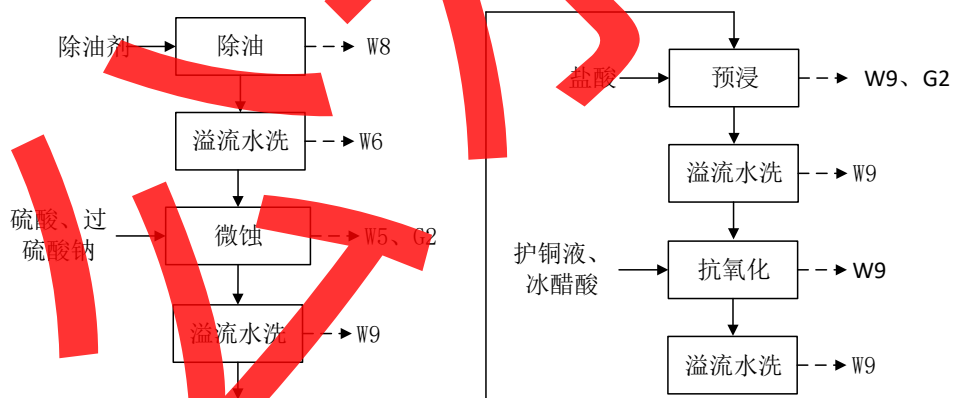 除油剂
除油
W8
溢流水洗
W6
硫酸、过
硫酸钠
微蚀
W5、G2
溢流水洗
W9
盐酸
预浸
W9、G2
溢流水洗
W9
护铜液、
冰醋酸
抗氧化
W9
溢流水洗
W9